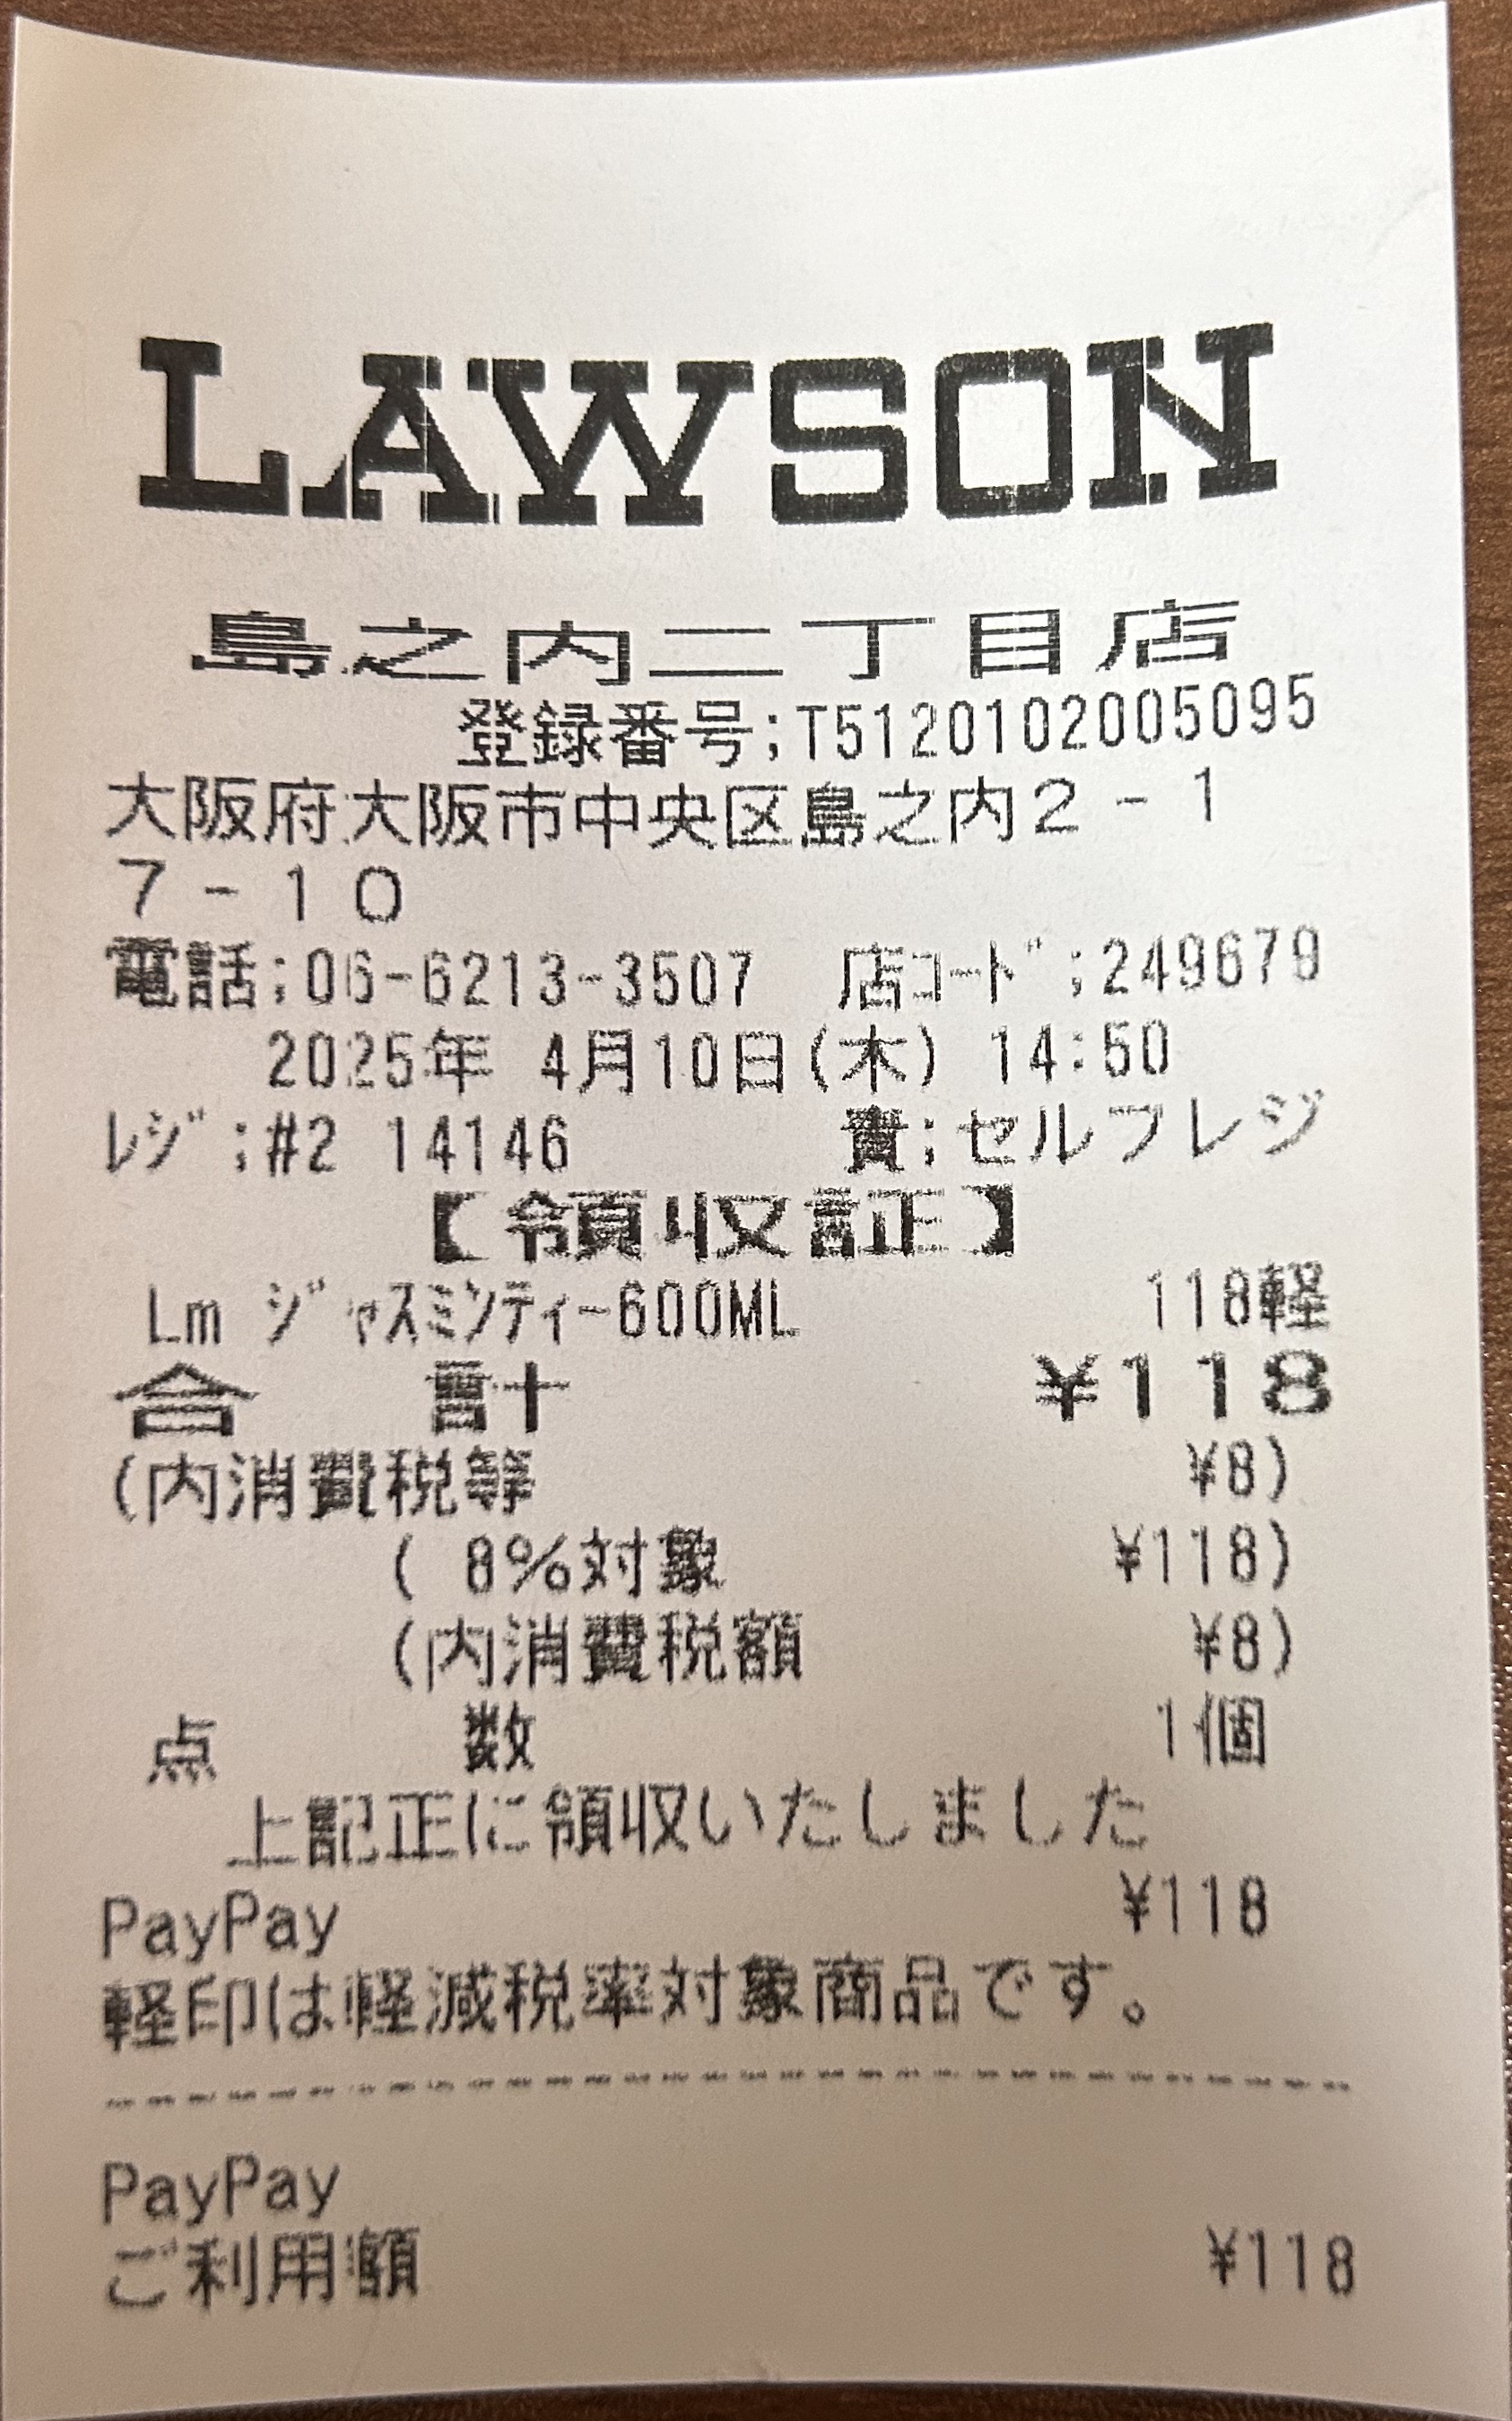 LAWSON
島之内二丁目店
登録番号;T5120102005095
大阪府大阪市中央区島之内2-1
7-10
電話;06-6213-3507 店ｺｰﾄﾞ;249679
2025年 4月10日(木) 14:50
ﾚｼﾞ;#2 14146 責;セルフレジ
【領収証】
Lm ｼﾞｬｽﾐﾝﾃｨｰ600ML 118軽
合 計 ¥118
(内消費税等 ¥8)
( 8%対象 ¥118)
(内消費税額 ¥8)
点 数 1個
上記正に領収いたしました
PayPay ¥118
軽印は軽減税率対象商品です。
PayPay
ご利用額 ¥118